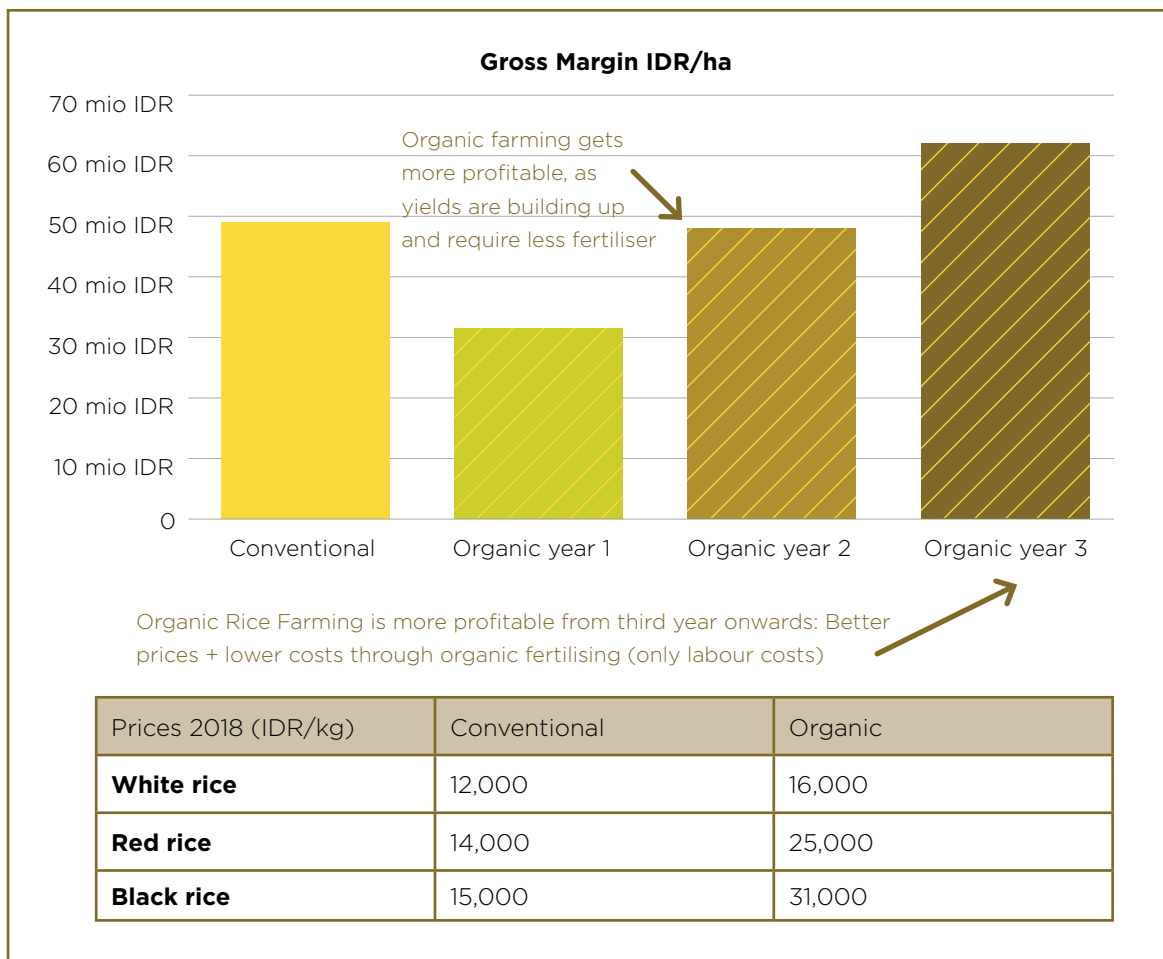 Gross Margin IDR/ha
70 mio IDR
60 mio IDR
50 mio IDR
40 mio IDR
30 mio IDR
20 mio IDR
10 mio IDR
0
Organic farming gets
more profitable, as
yields are building up
and require less fertiliser
Conventional
Organic year 1
Organic year 2
Organic year 3
Organic Rice Farming is more profitable from third year onwards: Better
prices + lower costs through organic fertilising (only labour costs)
Prices 2018 (IDR/kg) Conventional Organic
White rice 12,000 16,000
Red rice 14,000 25,000
Black rice 15,000 31,000